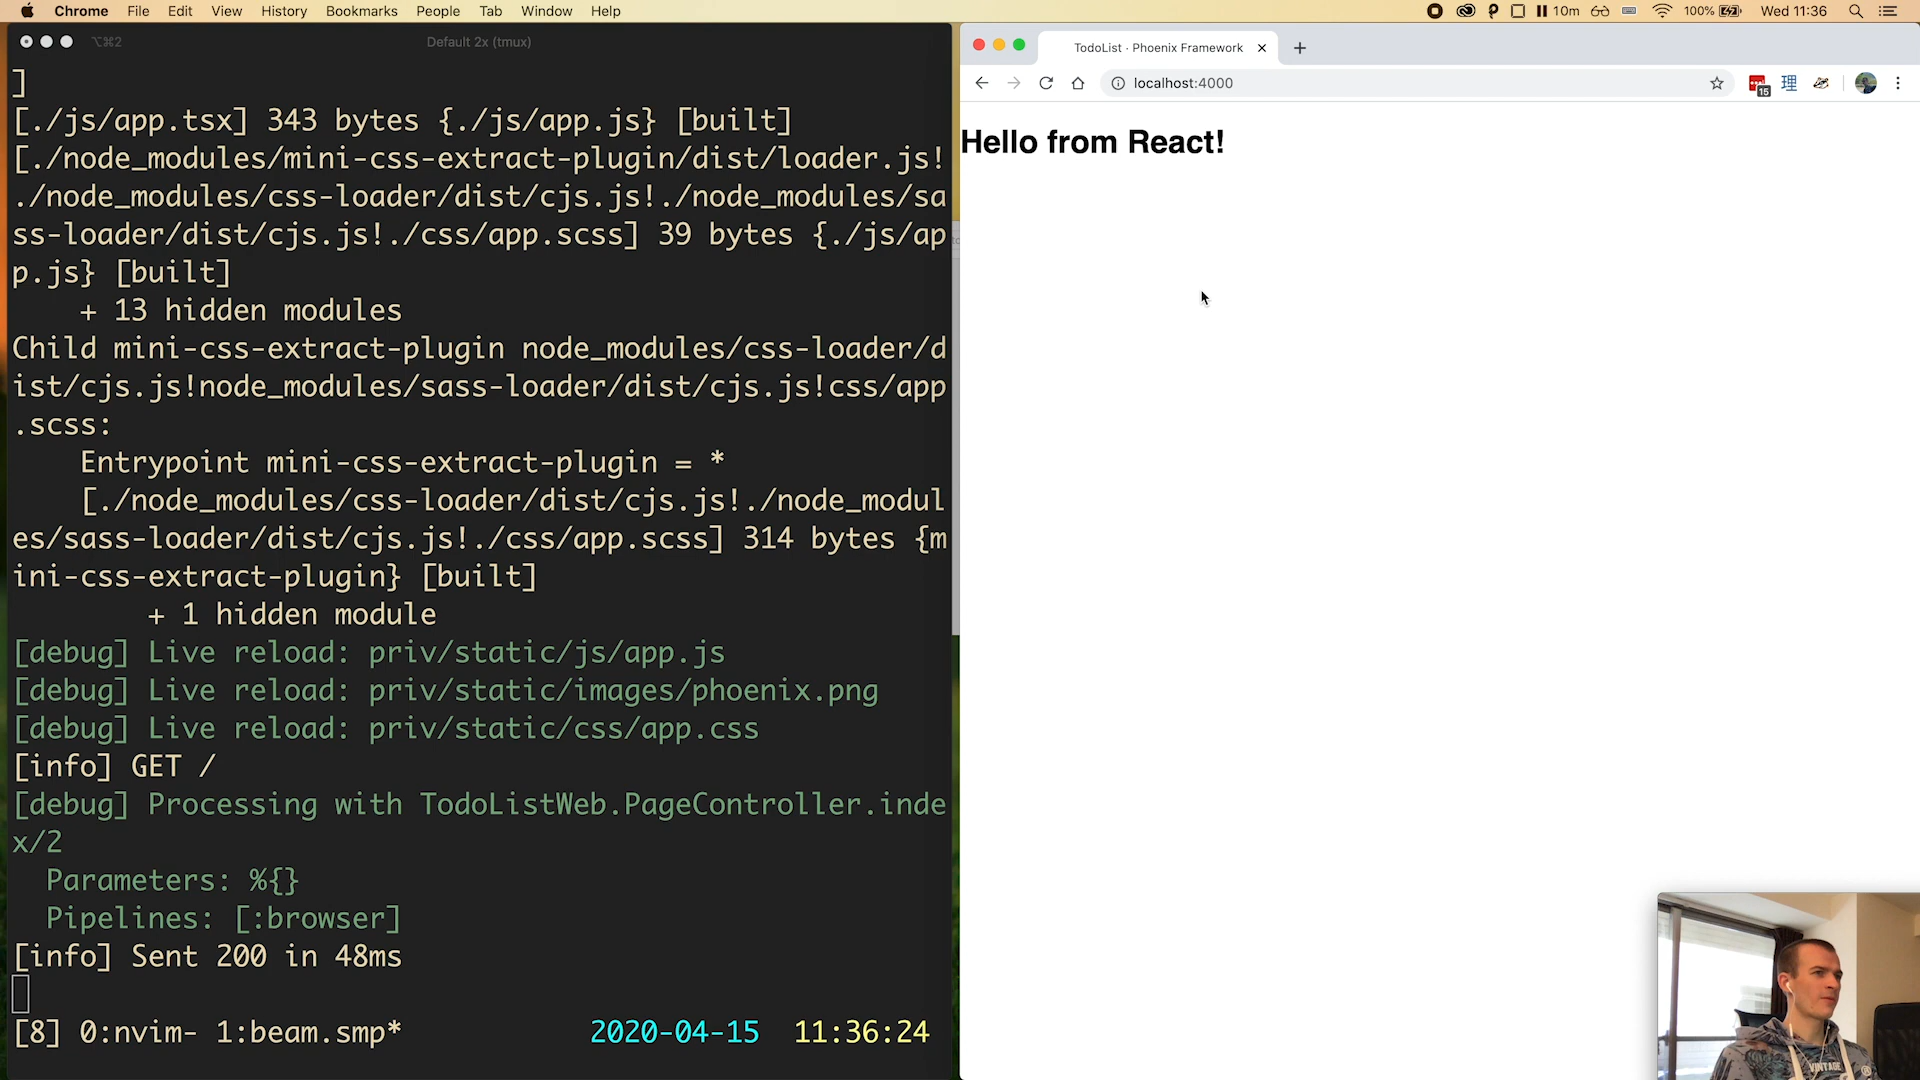 Chrome File Edit View History Bookmarks People Tab Window Help
10m 100% Wed 11:36
⌥⌘2 Default 2x (tmux)
]
[./js/app.tsx] 343 bytes {./js/app.js} [built]
[./node_modules/mini-css-extract-plugin/dist/loader.js!
./node_modules/css-loader/dist/cjs.js!./node_modules/sa
ss-loader/dist/cjs.js!./css/app.scss] 39 bytes {./js/ap
p.js} [built]
+ 13 hidden modules
Child mini-css-extract-plugin node_modules/css-loader/d
ist/cjs.js!node_modules/sass-loader/dist/cjs.js!css/app
.scss:
Entrypoint mini-css-extract-plugin = *
[./node_modules/css-loader/dist/cjs.js!./node_modul
es/sass-loader/dist/cjs.js!./css/app.scss] 314 bytes {m
ini-css-extract-plugin} [built]
+ 1 hidden module
[debug] Live reload: priv/static/js/app.js
[debug] Live reload: priv/static/images/phoenix.png
[debug] Live reload: priv/static/css/app.css
[info] GET /
[debug] Processing with TodoListWeb.PageController.inde
x/2
Parameters: %{}
Pipelines: [:browser]
[info] Sent 200 in 48ms
[8] 0:nvim- 1:beam.smp* 2020-04-15 11:36:24
TodoList · Phoenix Framework
localhost:4000
15 理
Hello from React!
VINTAGE